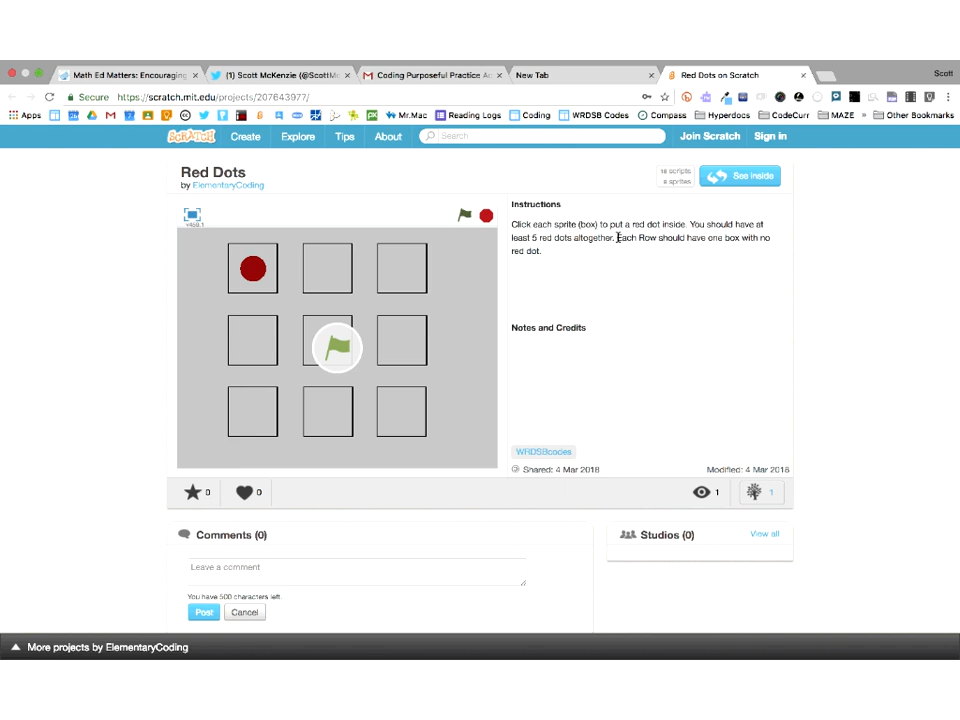 Math Ed Matters: Encouraging
(1) Scott McKenzie (@ScottMc
Coding Purposeful Practice Ac
New Tab
Red Dots on Scratch
Scott
Secure https://scratch.mit.edu/projects/207643977/
Apps Mr.Mac Reading Logs Coding WRDSB Codes Compass Hyperdocs CodeCurr MAZE » Other Bookmarks
SCRATCH Create Explore Tips About Search Join Scratch Sign in
Red Dots
by ElementaryCoding
18 scripts
9 sprites
See inside
v458.1
Instructions
Click each sprite (box) to put a red dot inside. You should have at
least 5 red dots altogether. Each Row should have one box with no
red dot.
Notes and Credits
WRDSBcodes
Shared: 4 Mar 2018 Modified: 4 Mar 2018
0 0 1 1
Comments (0)
Studios (0) View all
Leave a comment
You have 500 characters left.
Post Cancel
More projects by ElementaryCoding